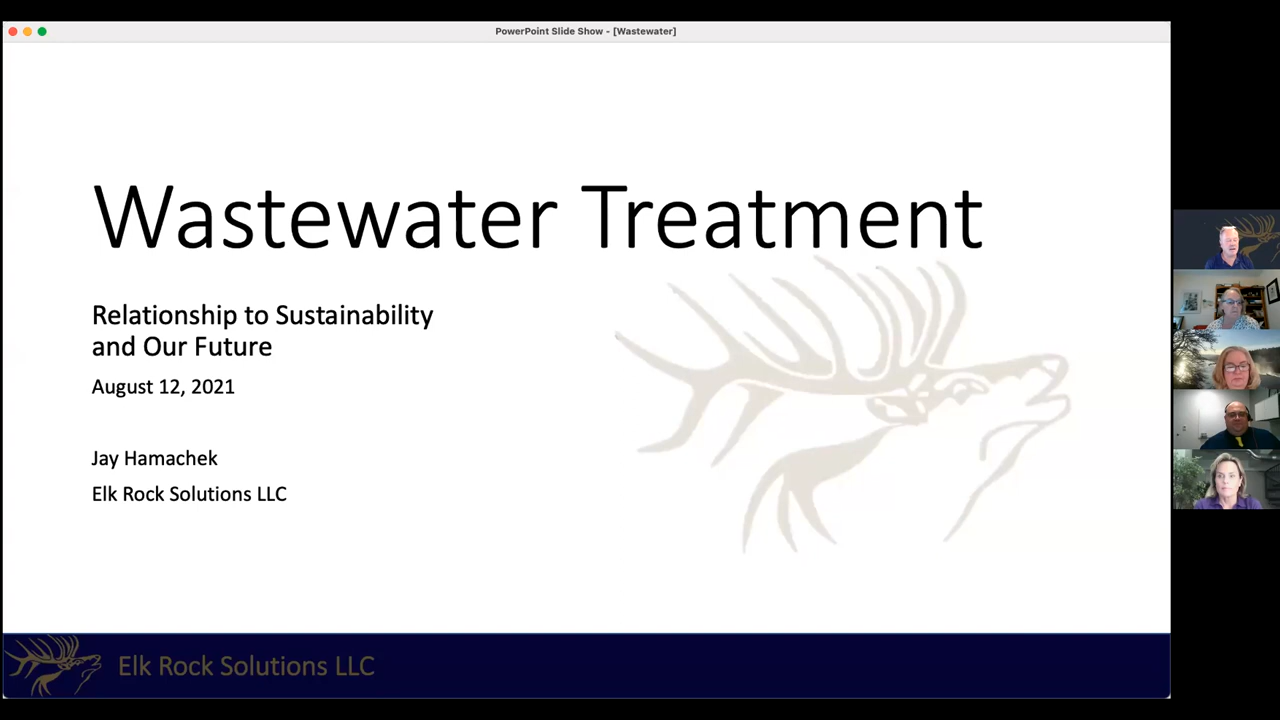 PowerPoint Slide Show - [Wastewater]
Wastewater Treatment
Relationship to Sustainability
and Our Future
August 12, 2021
Jay Hamachek
Elk Rock Solutions LLC
Elk Rock Solutions LLC